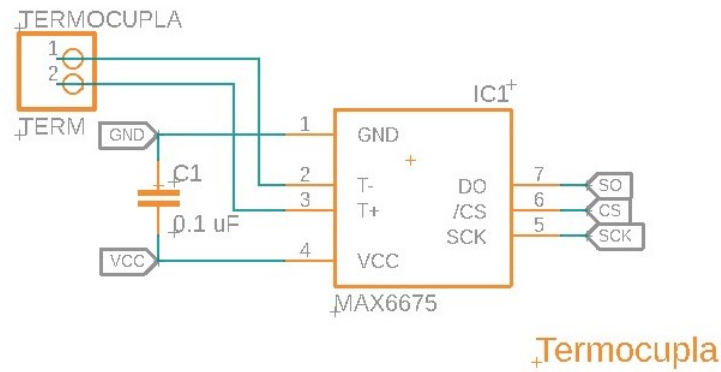 TERMOCUPLA
1
2
TERM
IC1
GND
1
GND
C1
0.1 uF
2
T-
DO
7
SO
3
T+
/CS
6
CS
SCK
5
SCK
VCC
4
VCC
MAX6675
Termocupla